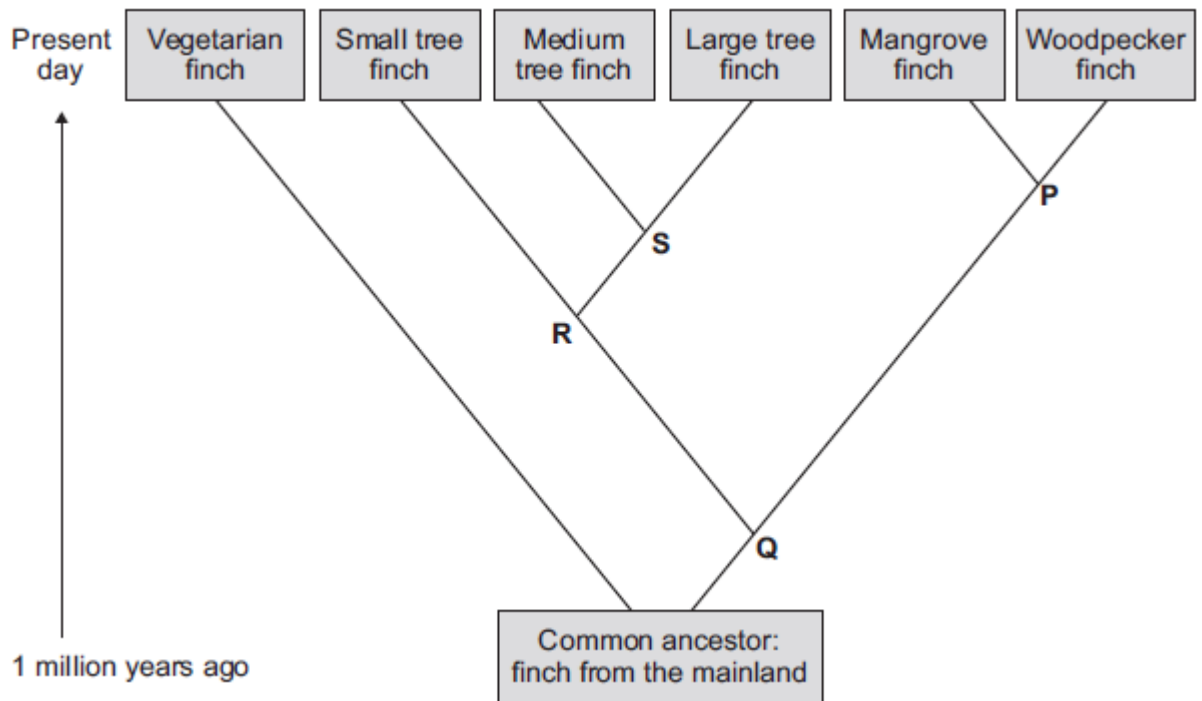 Present
day
Vegetarian
finch
Small tree
finch
Medium
tree finch
Large tree
finch
Mangrove
finch
Woodpecker
finch
P
S
R
Q
Common ancestor:
finch from the mainland
1 million years ago